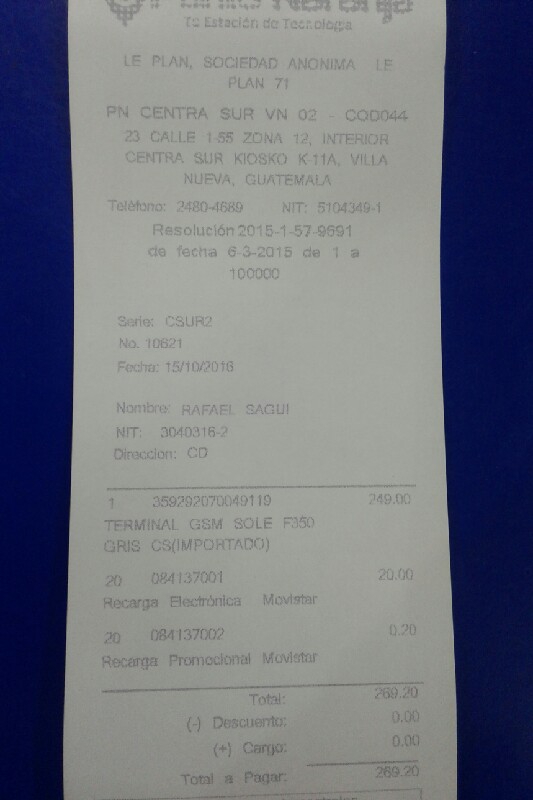 Tu Estación de Tecnología
LE PLAN, SOCIEDAD ANONIMA LE
PLAN 71
PN CENTRA SUR VN 02 - COD044
23 CALLE 1-55 ZONA 12, INTERIOR
CENTRA SUR KIOSKO K-11A, VILLA
NUEVA, GUATEMALA
Teléfono: 2480-4689 NIT: 5104349-1
Resolución 2015-1-57-9691
de fecha 6-3-2015 de 1 a
100000
Serie: CSUR2
No. 10621
Fecha: 15/10/2016
Nombre: RAFAEL SAGUI
NIT: 3040316-2
Direccion: CD
1 359292070049119 249.00
TERMINAL GSM SOLE F350
GRIS CS(IMPORTADO)
20 084137001 20.00
Recarga Electrónica Movistar
20 084137002 0.20
Recarga Promocional Movistar
Total: 269.20
(-) Descuento: 0.00
(+) Cargo: 0.00
Total a Pagar: 269.20